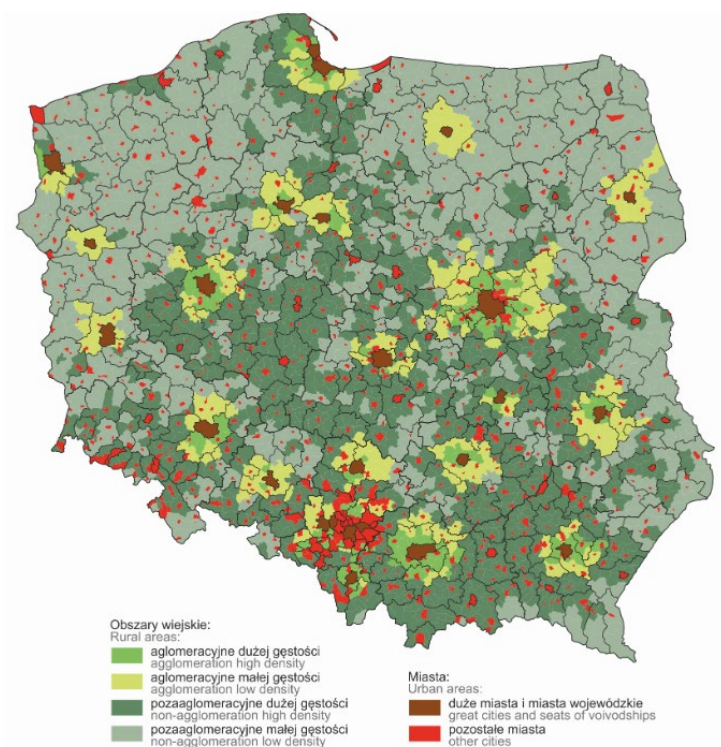 Obszary wiejskie:
Rural areas:
aglomeracyjne dużej gęstości
agglomeration high density
aglomeracyjne małej gęstości
agglomeration low density
pozaaglomeracyjne dużej gęstości
non-agglomeration high density
pozaaglomeracyjne małej gęstości
non-agglomeration low density
Miasta:
Urban areas:
duże miasta i miasta wojewódzkie
great cities and seats of voivodships
pozostałe miasta
other cities